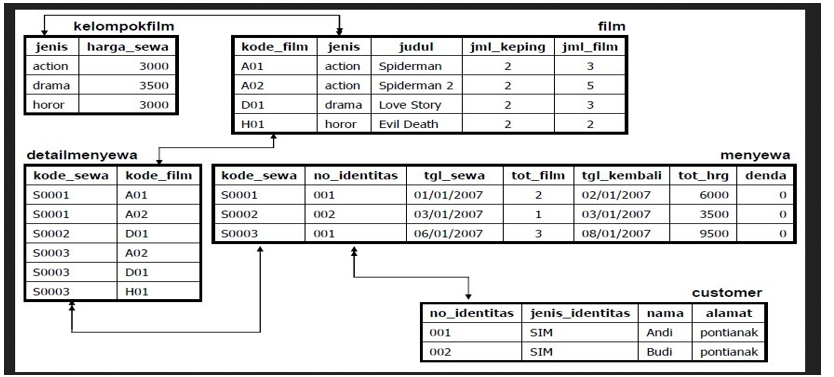 kelompokfilm
jenis harga_sewa
action 3000
drama 3500
horor 3000
film
kode_film jenis judul jml_keping jml_film
A01 action Spiderman 2 3
A02 action Spiderman 2 2 5
D01 drama Love Story 2 3
H01 horor Evil Death 2 2
detailmenyewa
kode_sewa kode_film
S0001 A01
S0001 A02
S0002 D01
S0003 A02
S0003 D01
S0003 H01
menyewa
kode_sewa no_identitas tgl_sewa tot_film tgl_kembali tot_hrg denda
S0001 001 01/01/2007 2 02/01/2007 6000 0
S0002 002 03/01/2007 1 03/01/2007 3500 0
S0003 001 06/01/2007 3 08/01/2007 9500 0
customer
no_identitas jenis_identitas nama alamat
001 SIM Andi pontianak
002 SIM Budi pontianak